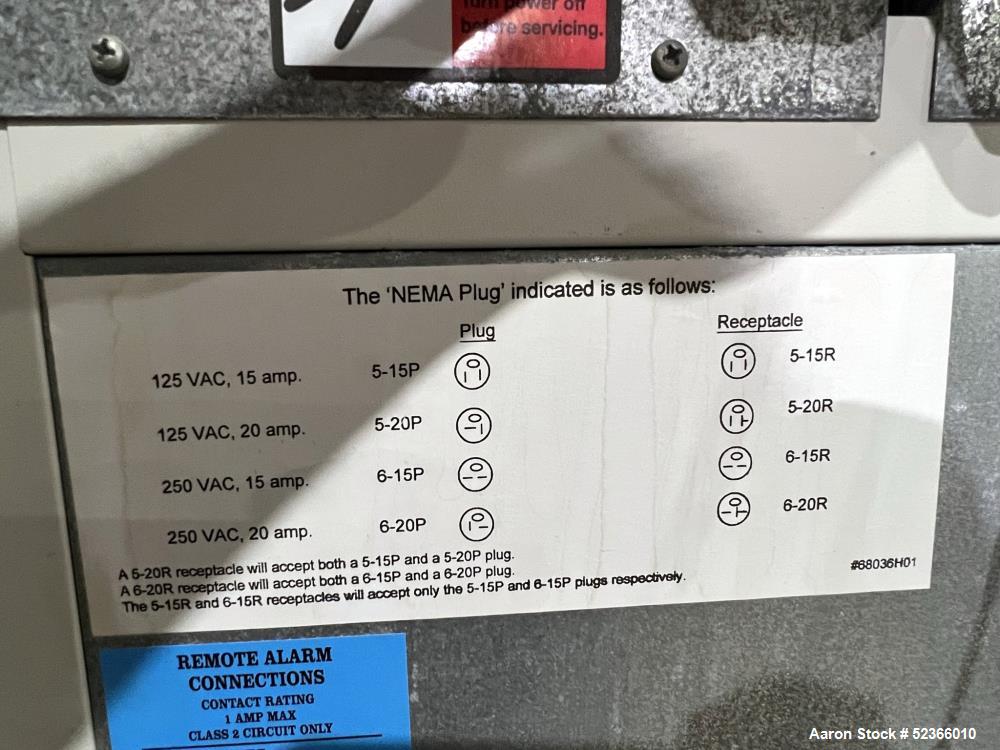 Turn power off
before servicing.
The 'NEMA Plug' indicated is as follows:
Plug Receptacle
125 VAC, 15 amp. 5-15P 5-15R
125 VAC, 20 amp. 5-20P 5-20R
250 VAC, 15 amp. 6-15P 6-15R
250 VAC, 20 amp. 6-20P 6-20R
A 5-20R receptacle will accept both a 5-15P and a 5-20P plug.
A 6-20R receptacle will accept both a 6-15P and a 6-20P plug.
The 5-15R and 6-15R receptacles will accept only the 5-15P and 6-15P plugs respectively.
#68036H01
REMOTE ALARM
CONNECTIONS
CONTACT RATING
1 AMP MAX
CLASS 2 CIRCUIT ONLY
Aaron Stock # 52366010